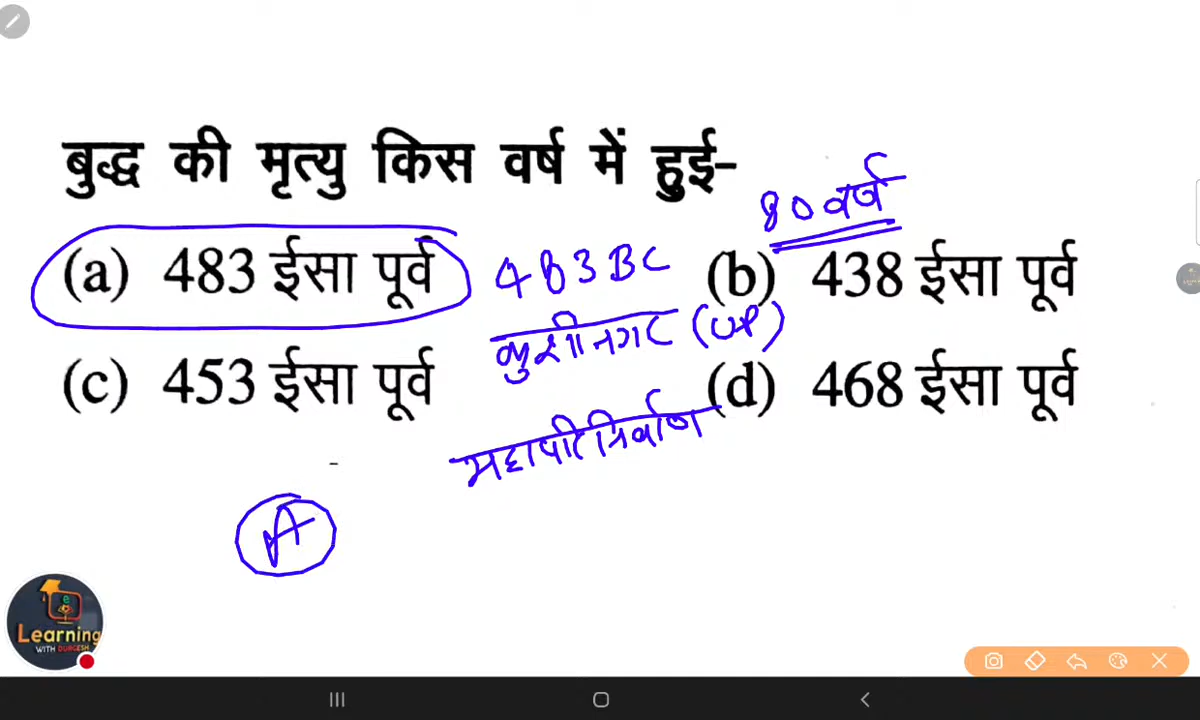 बुद्ध की मृत्यु किस वर्ष में हुई-
80 वर्ष
(a) 483 ईसा पूर्व
483 BC
(b) 438 ईसा पूर्व
कुशीनगर (UP)
(c) 453 ईसा पूर्व
(d) 468 ईसा पूर्व
महापरिनिर्वाण
A
e
Learning
WITH DURGESH